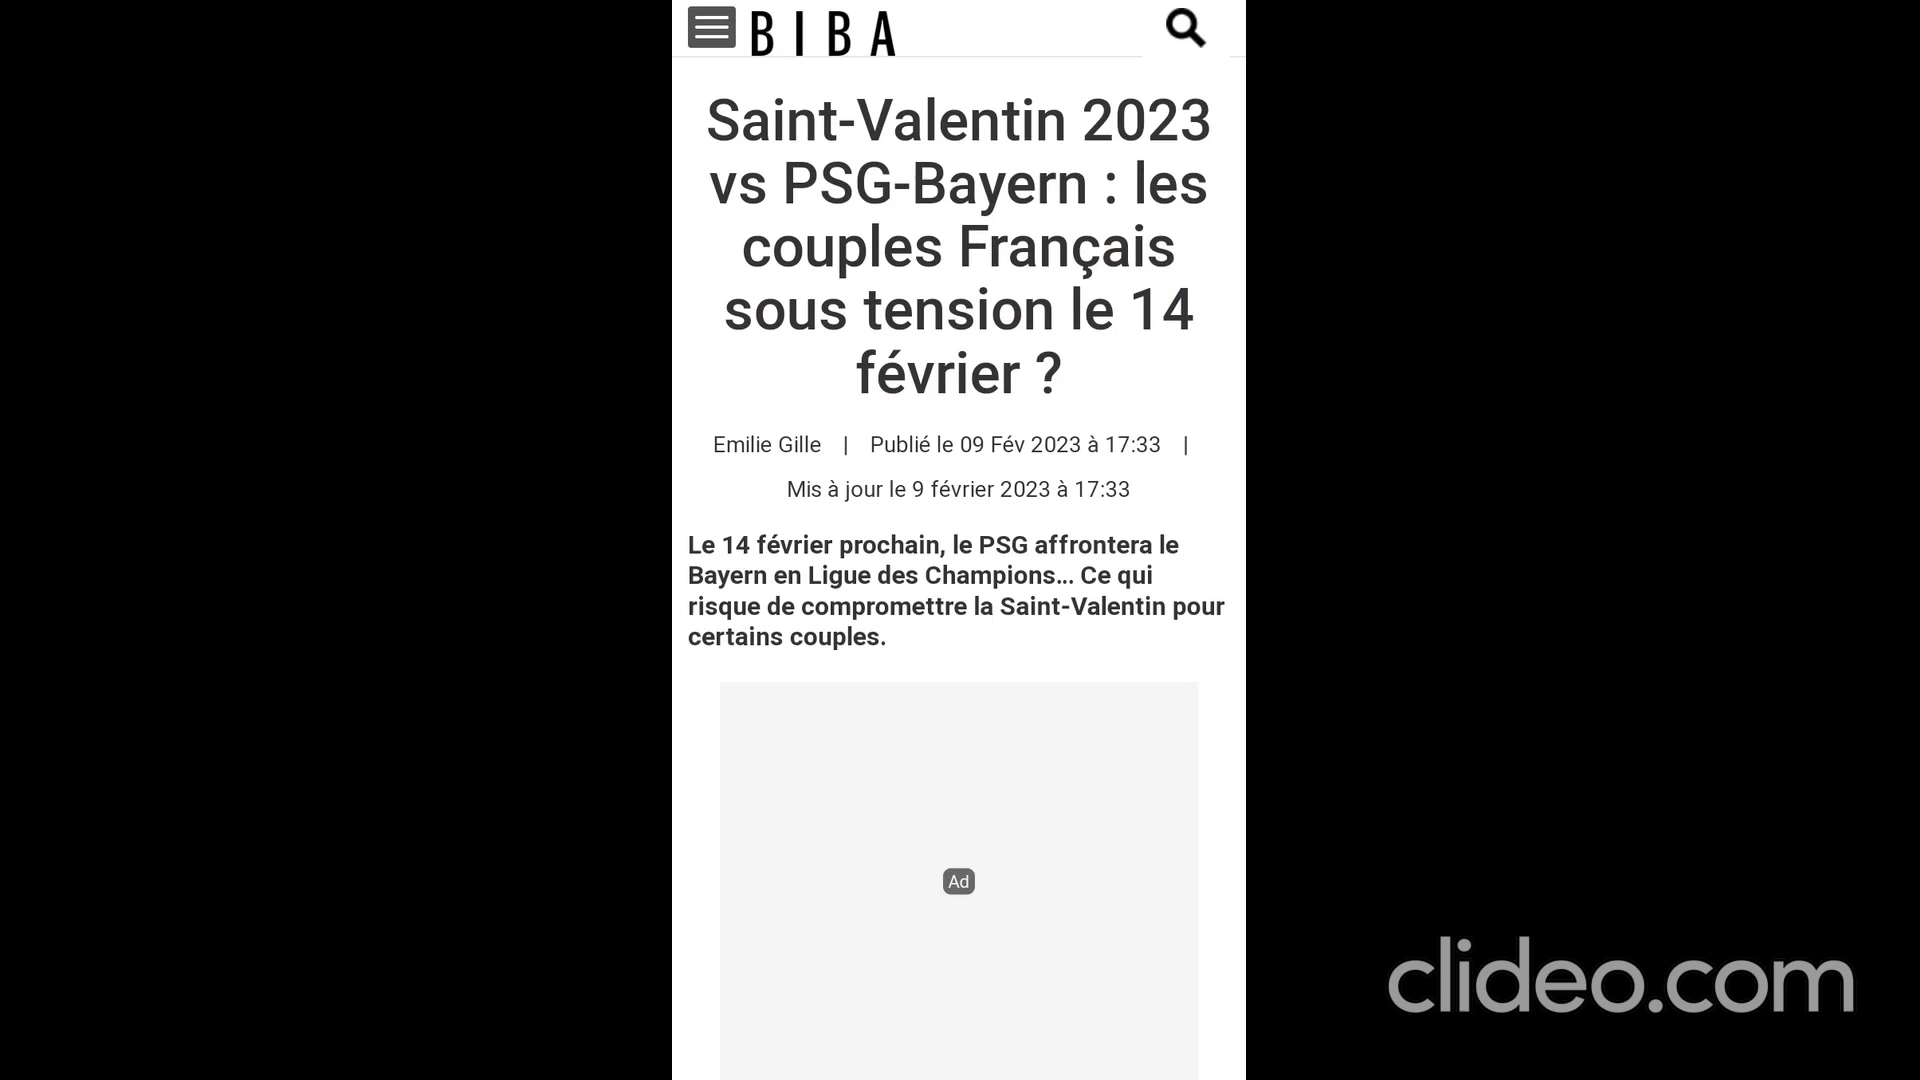 BIBA
Saint-Valentin 2023
vs PSG-Bayern : les
couples Français
sous tension le 14
février ?
Emilie Gille | Publié le 09 Fév 2023 à 17:33 |
Mis à jour le 9 février 2023 à 17:33
Le 14 février prochain, le PSG affrontera le
Bayern en Ligue des Champions... Ce qui
risque de compromettre la Saint-Valentin pour
certains couples.
Ad
clideo.com